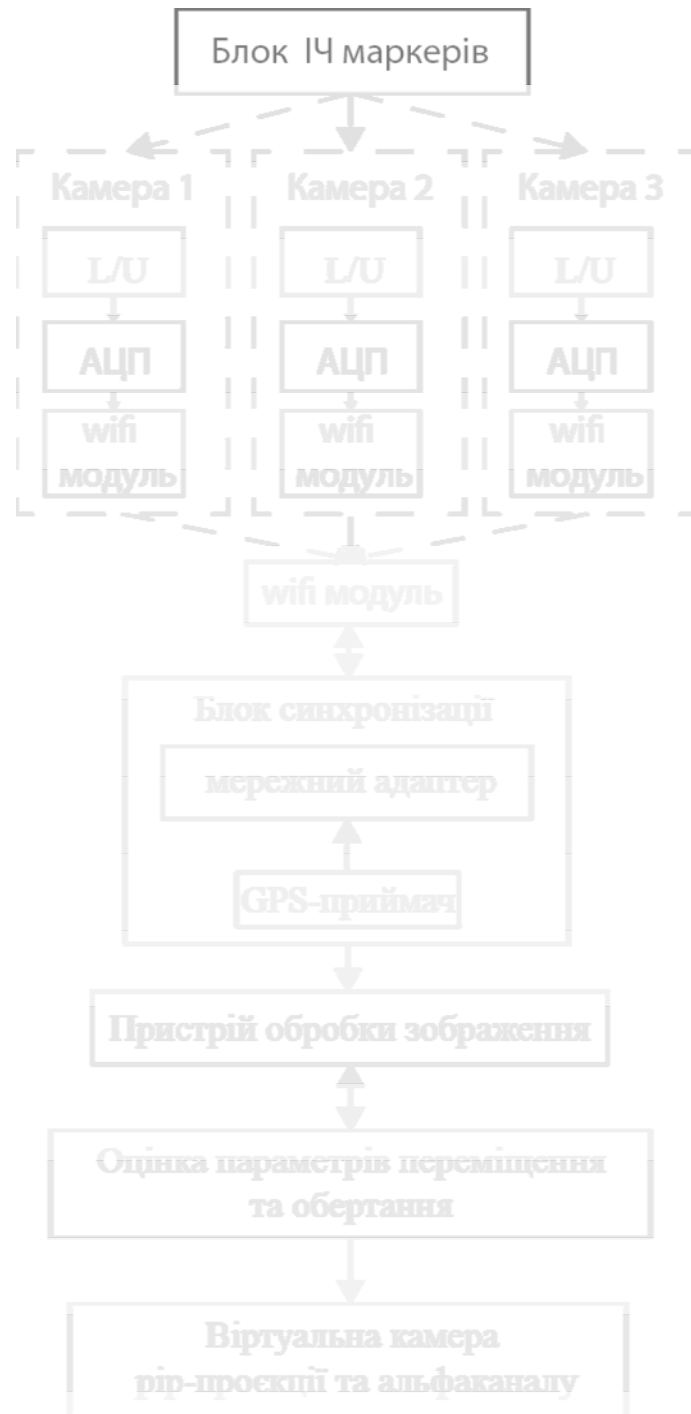 Блок ІЧ маркерів
Камера 1 Камера 2 Камера 3
L/U L/U L/U
АЦП АЦП АЦП
wifi wifi wifi
модуль модуль модуль
wifi модуль
Блок синхронізації
мережний адаптер
GPS-приймач
Пристрій обробки зображення
Оцінка параметрів переміщення
та обертання
Віртуальна камера
pip-проєкції та альфаканалу